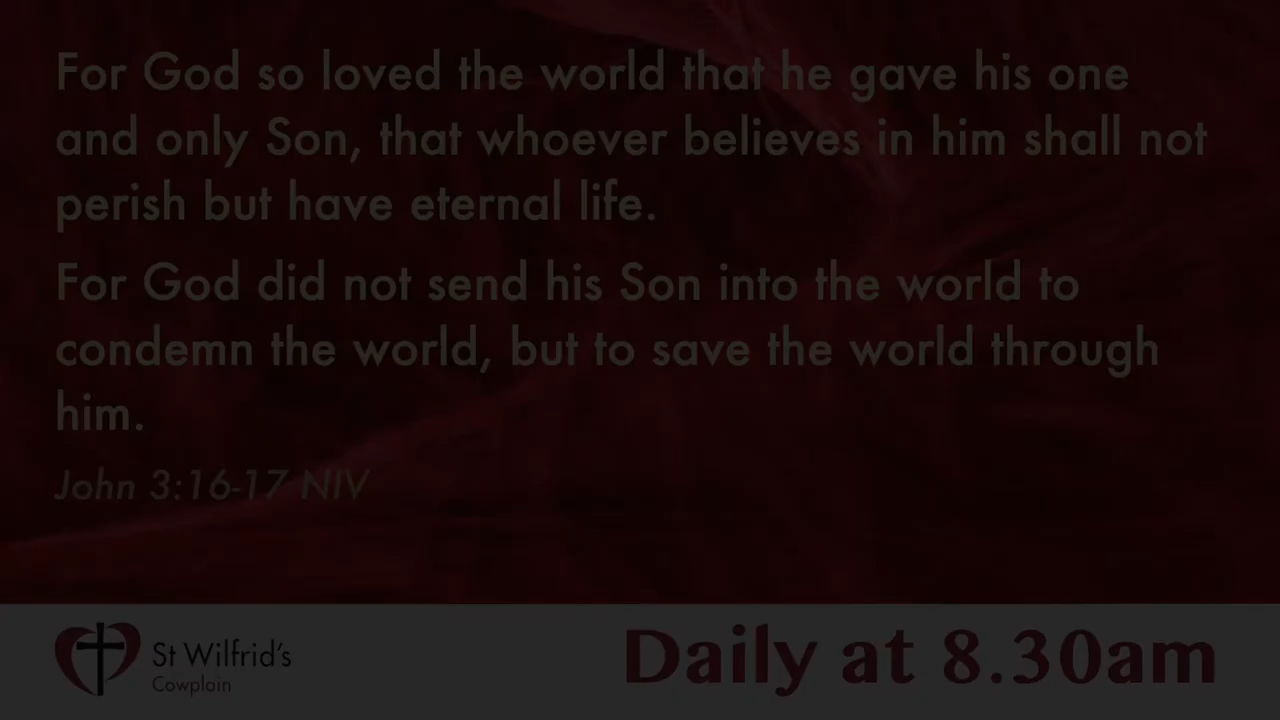 For God so loved the world that he gave his one
and only Son, that whoever believes in him shall not
perish but have eternal life.
For God did not send his Son into the world to
condemn the world, but to save the world through
him.
John 3:16-17 NIV
St Wilfrid's
Cowplain
Daily at 8.30am